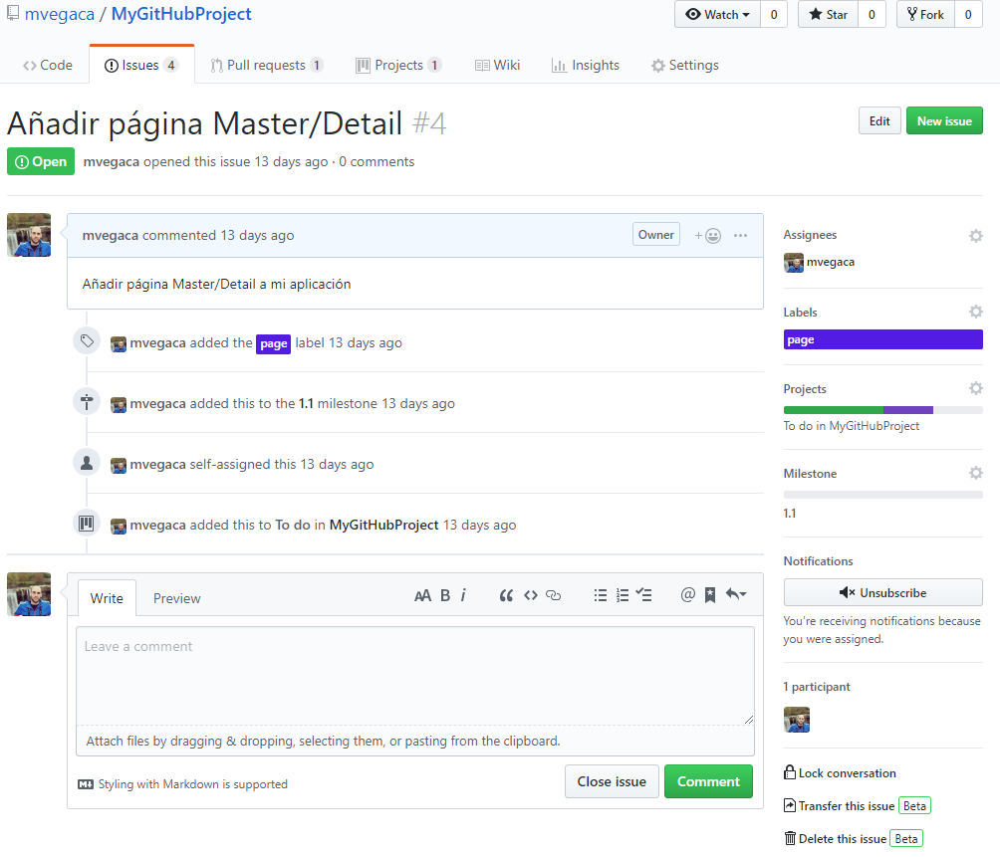 mvegaca / MyGitHubProject
Watch 0 Star 0 Fork 0
Code Issues 4 Pull requests 1 Projects 1 Wiki Insights Settings
Añadir página Master/Detail #4
Edit New issue
Open mvegaca opened this issue 13 days ago · 0 comments
mvegaca commented 13 days ago Owner
Añadir página Master/Detail a mi aplicación
mvegaca added the page label 13 days ago
mvegaca added this to the 1.1 milestone 13 days ago
mvegaca self-assigned this 13 days ago
mvegaca added this to To do in MyGitHubProject 13 days ago
Write Preview
AA B i
Leave a comment
Attach files by dragging & dropping, selecting them, or pasting from the clipboard.
Styling with Markdown is supported
Close issue Comment
Assignees
mvegaca
Labels
page
Projects
To do in MyGitHubProject
Milestone
1.1
Notifications
Unsubscribe
You're receiving notifications because
you were assigned.
1 participant
Lock conversation
Transfer this issue Beta
Delete this issue Beta